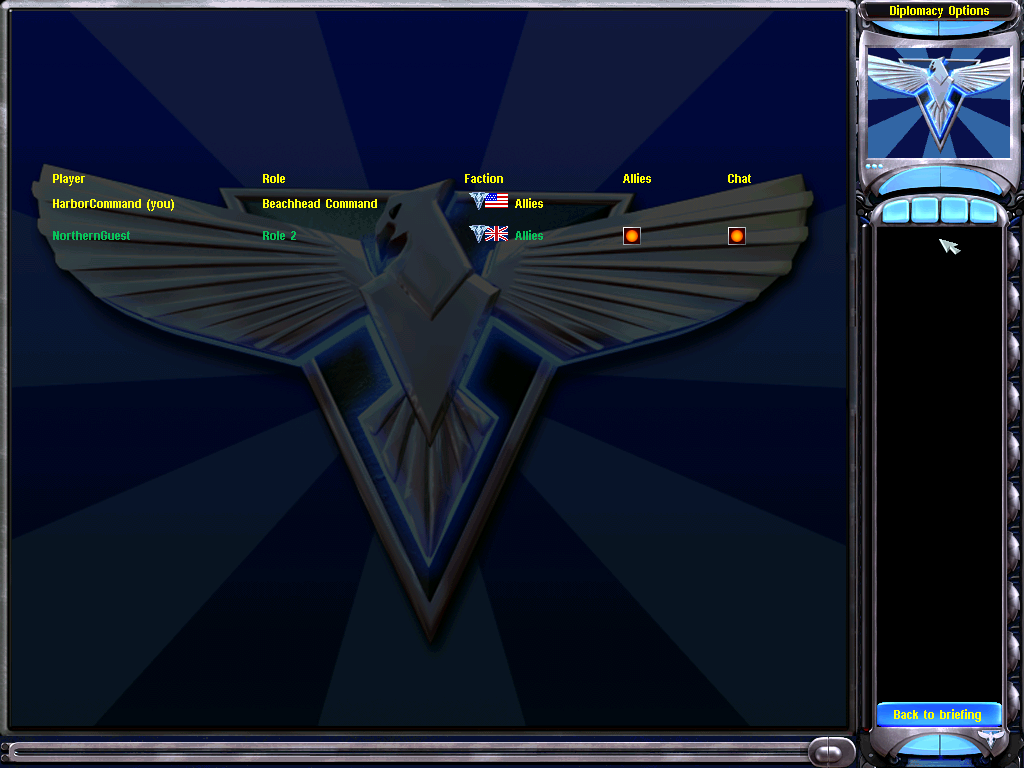 Diplomacy Options
Player Role Faction Allies Chat
HarborCommand (you) Beachhead Command Allies
NorthernGuest Role 2 Allies
Back to briefing